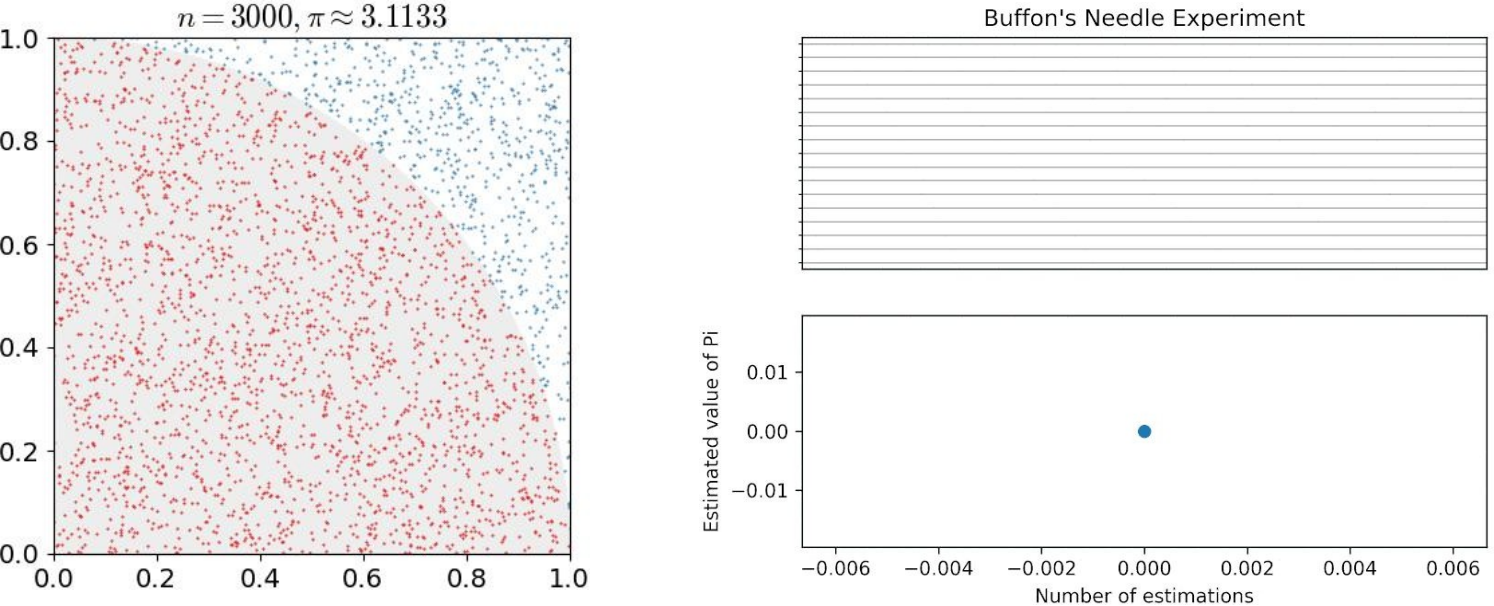 n = 3000, π ≈ 3.1133
1.0
0.8
0.6
0.4
0.2
0.0
0.0 0.2 0.4 0.6 0.8 1.0
Buffon's Needle Experiment
Estimated value of Pi
0.01
0.00
−0.01
−0.006 −0.004 −0.002 0.000 0.002 0.004 0.006
Number of estimations